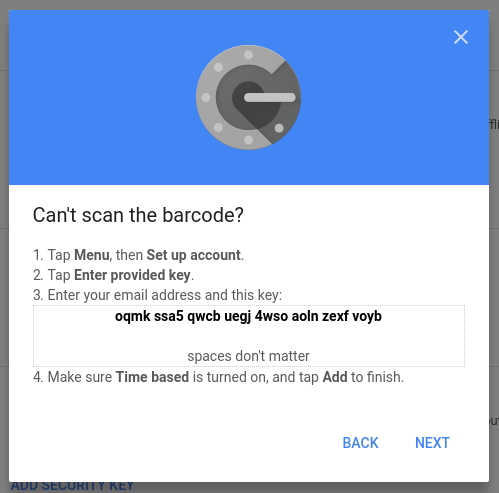 Can't scan the barcode?
1. Tap Menu, then Set up account.
2. Tap Enter provided key.
3. Enter your email address and this key:
oqmk ssa5 qwcb uegj 4wso aoln zexf voyb
spaces don't matter
4. Make sure Time based is turned on, and tap Add to finish.
BACK NEXT
ADD SECURITY KEY